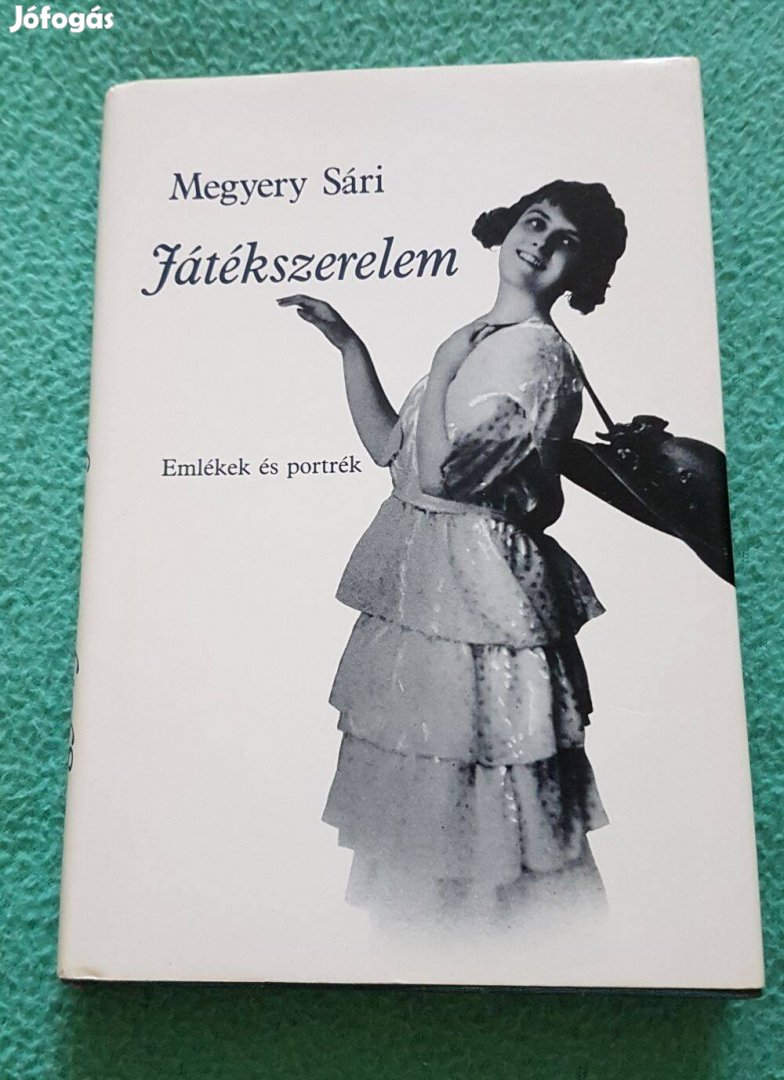 Jófogás
Megyery Sári
Játékszerelem
Emlékek és portrék